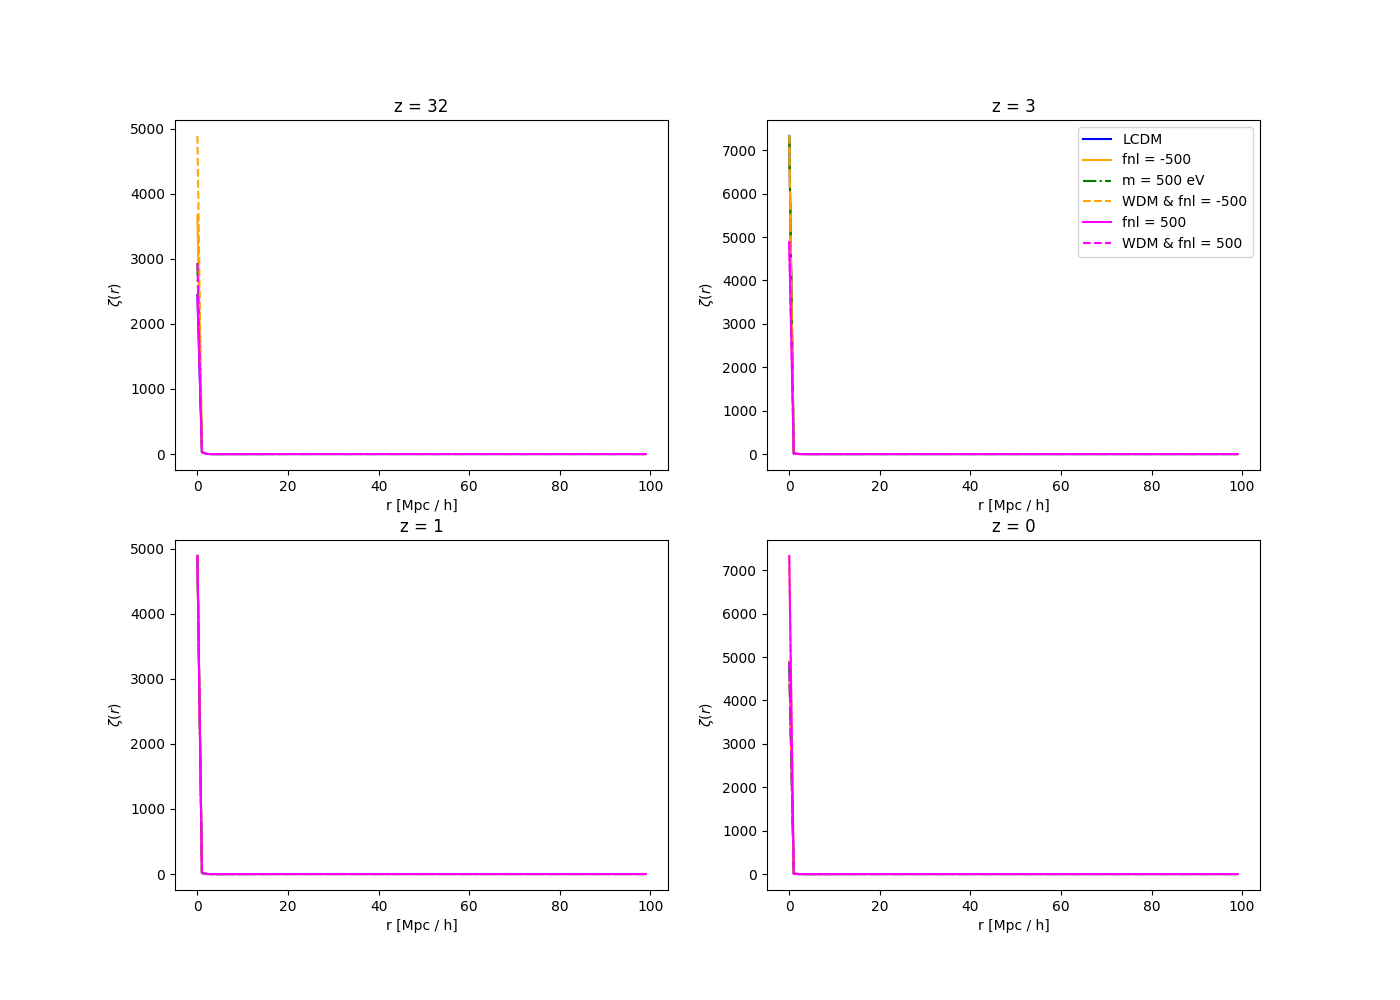 z = 32
5000
4000
3000
2000
1000
0
ζ(r)
0 20 40 60 80 100
r [Mpc / h]
z = 3
7000
6000
5000
4000
3000
2000
1000
0
ζ(r)
LCDM
fnl = -500
m = 500 eV
WDM & fnl = -500
fnl = 500
WDM & fnl = 500
0 20 40 60 80 100
r [Mpc / h]
z = 1
5000
4000
3000
2000
1000
0
ζ(r)
0 20 40 60 80 100
r [Mpc / h]
z = 0
7000
6000
5000
4000
3000
2000
1000
0
ζ(r)
0 20 40 60 80 100
r [Mpc / h]